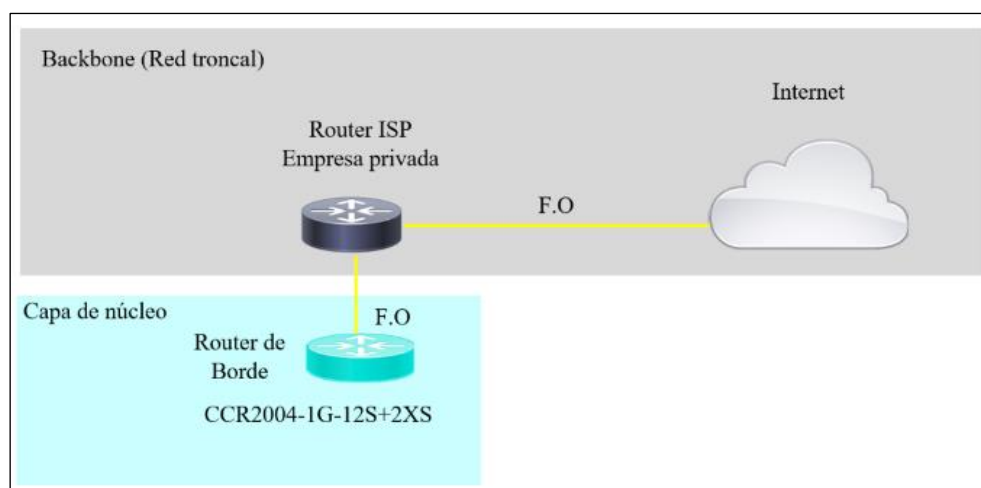 Backbone (Red troncal)
Internet
Router ISP
Empresa privada
F.O
Capa de núcleo
F.O
Router de
Borde
CCR2004-1G-12S+2XS